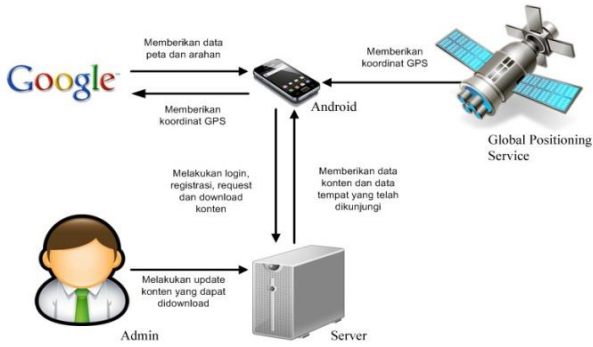 Memberikan data
peta dan arahan
Google
Memberikan
koordinat GPS
Android
Memberikan
koordinat GPS
Global Positioning
Service
Melakukan login,
registrasi, request
dan download
konten
Memberikan data
konten dan data
tempat yang telah
dikunjungi
Melakukan update
konten yang dapat
didownload
Admin
Server